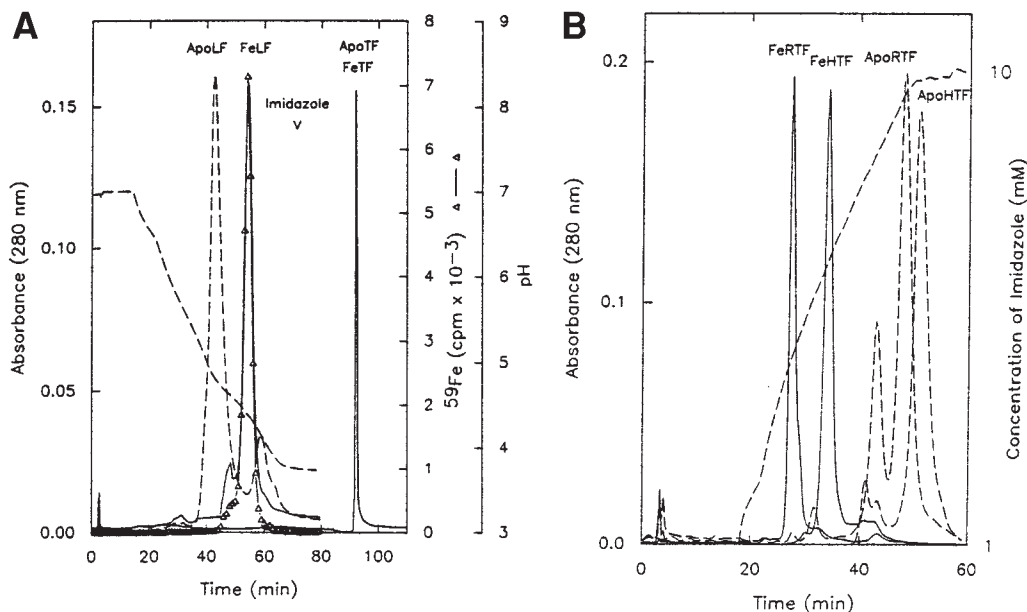 A
ApoLF
FeLF
ApoTF
FeTF
Imidazole
V
Absorbance (280 nm)
0.15
0.10
0.05
0.00
0
20
40
60
80
100
Time (min)
8
7
6
5
4
3
2
1
0
59Fe (cpm x 10−3) ▵—▵
9
8
7
6
5
4
3
pH
B
FeRTF
FeHTF
ApoRTF
ApoHTF
Absorbance (280 nm)
0.2
0.1
0.0
0
20
40
60
Time (min)
10
1
Concentration of Imidazole (mM)